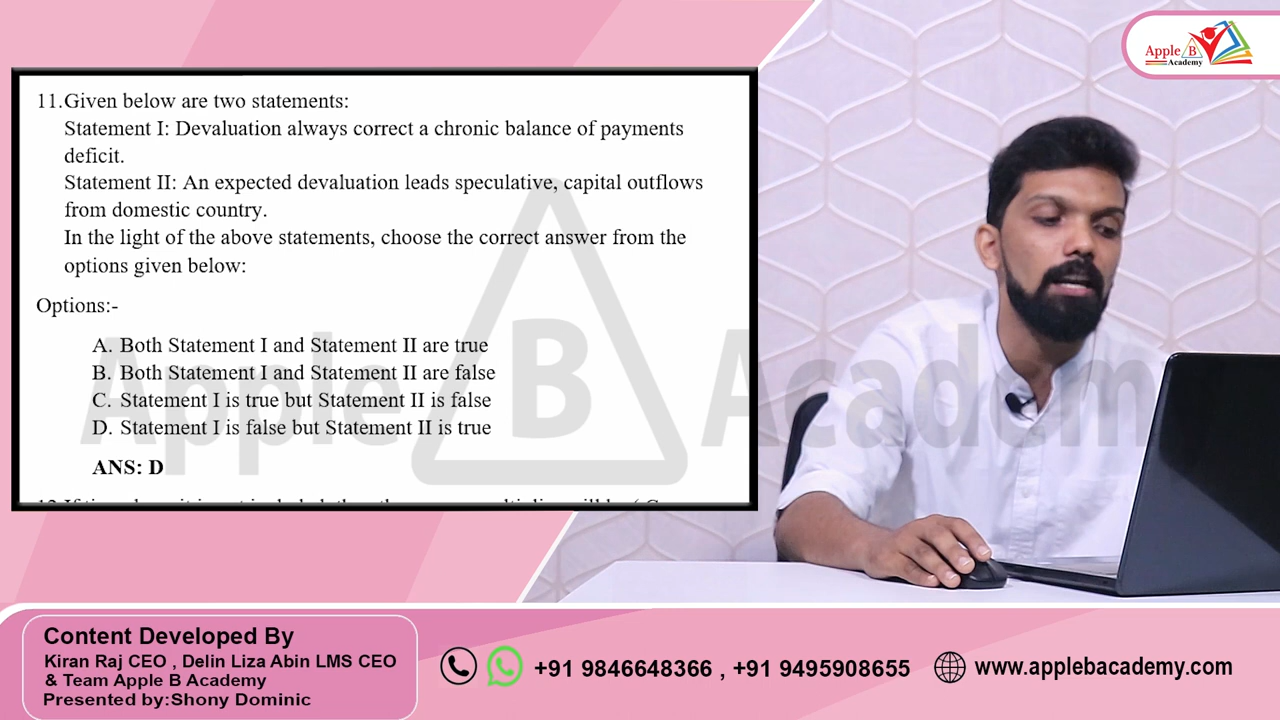 Apple B
Academy
11. Given below are two statements:
Statement I: Devaluation always correct a chronic balance of payments
deficit.
Statement II: An expected devaluation leads speculative, capital outflows
from domestic country.
In the light of the above statements, choose the correct answer from the
options given below:
Options:-
A. Both Statement I and Statement II are true
B. Both Statement I and Statement II are false
C. Statement I is true but Statement II is false
D. Statement I is false but Statement II is true
ANS: D
Apple B Academy
Content Developed By
Kiran Raj CEO , Delin Liza Abin LMS CEO
& Team Apple B Academy
Presented by:Shony Dominic
+91 9846648366 , +91 9495908655
www.applebacademy.com